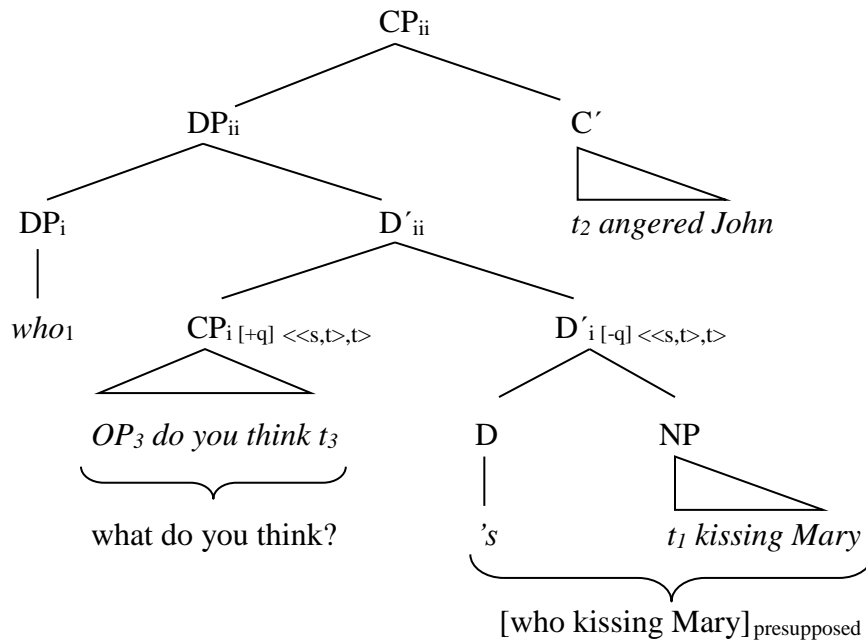 CPii
DPii C´
DPi D´ii t2 angered John
who1 CPi [+q] <<s,t>,t> D´i [-q] <<s,t>,t>
OP3 do you think t3 D NP
what do you think? ’s t1 kissing Mary
[who kissing Mary]presupposed